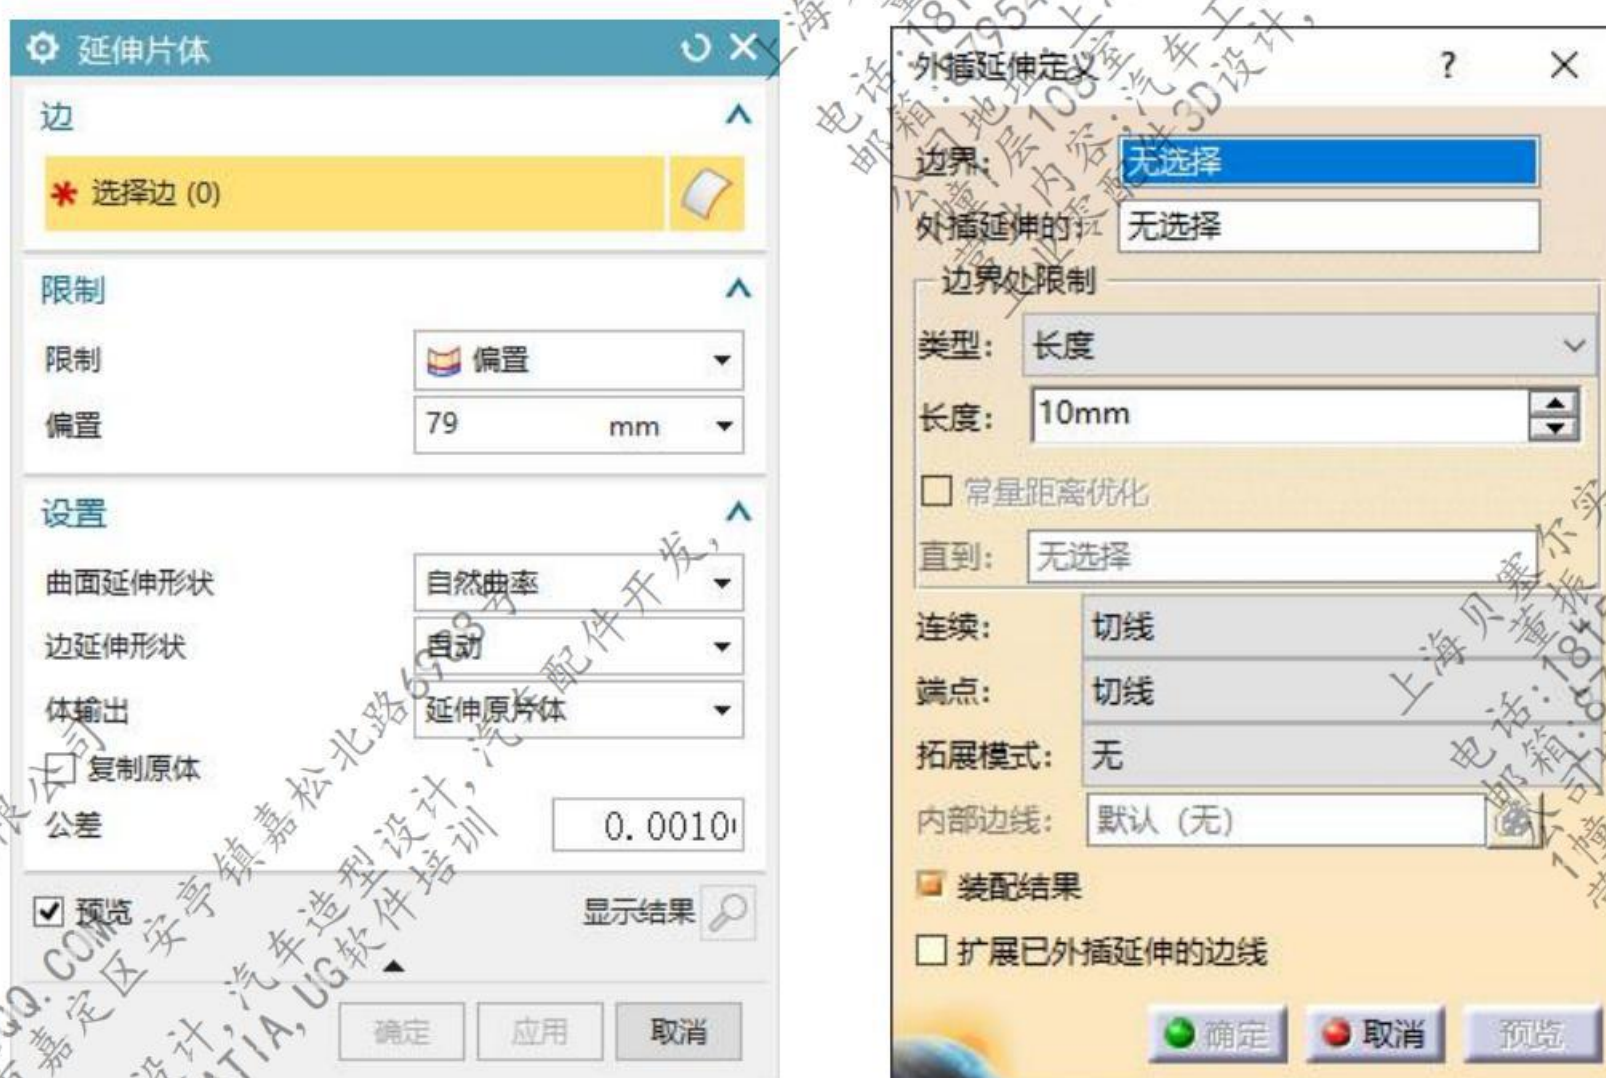 延伸片体
边
选择边 (0)
限制
限制 偏置
偏置 79 mm
设置
曲面延伸形状 自然曲率
边延伸形状 自动
体输出 延伸原片体
复制原体
公差 0.0010
预览 显示结果
确定 应用 取消
外插延伸定义 ?
边界: 无选择
外插延伸的: 无选择
边界处限制
类型: 长度
长度: 10mm
常量距离优化
直到: 无选择
连续: 切线
端点: 切线
拓展模式: 无
内部边线: 默认 (无)
装配结果
扩展已外插延伸的边线
确定 取消 预览